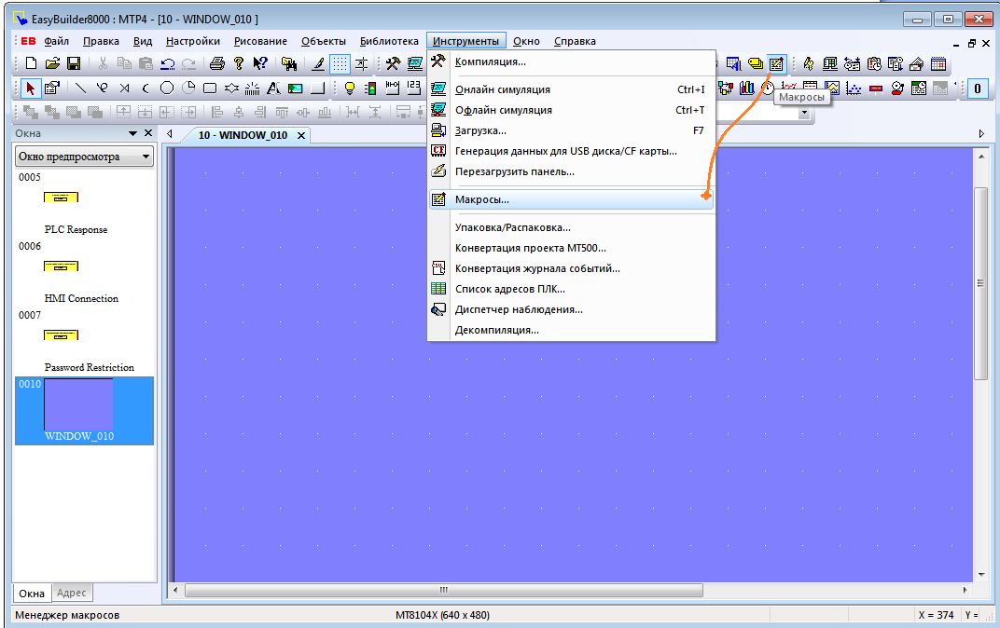 EasyBuilder8000 : MTP4 - [10 - WINDOW_010 ]
EB Файл Правка Вид Настройки Рисование Объекты Библиотека Инструменты Окно Справка
Компиляция...
Онлайн симуляция Ctrl+I
Офлайн симуляция Ctrl+T
Загрузка... F7
CF Генерация данных для USB диска/CF карты...
Перезагрузить панель...
Макросы...
Упаковка/Распаковка...
Конвертация проекта MT500...
Конвертация журнала событий...
Список адресов ПЛК...
Диспетчер наблюдения...
Декомпиляция...
A 123 0
Макросы
Окна
10 - WINDOW_010
Окно предпросмотра
0005
PLC Response
0006
HMI Connection
0007
Password Restriction
0010
WINDOW_010
Окна Адрес
Менеджер макросов MT8104X (640 x 480) X = 374 Y =